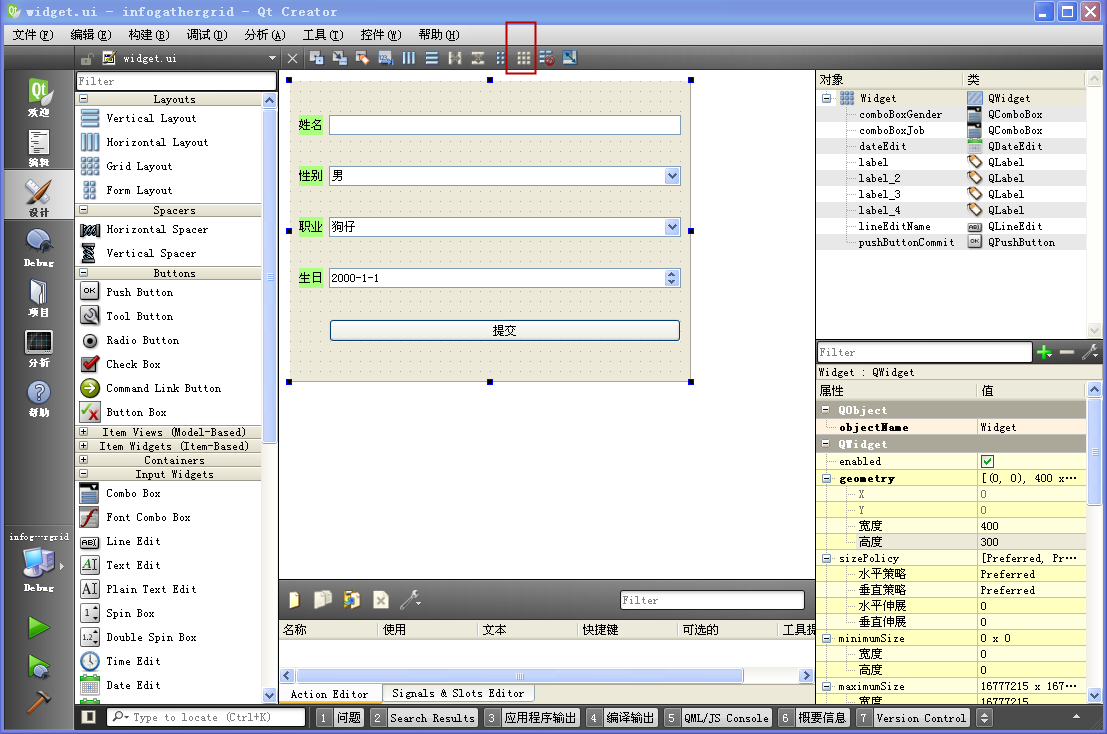 widget.ui - infogathergrid - Qt Creator
文件(F) 编辑(E) 构建(B) 调试(D) 分析(A) 工具(T) 控件(W) 帮助(H)
widget.ui
Qt
欢迎
编辑
设计
Debug
项目
分析
帮助
infog···rgrid
Debug
Filter
Layouts
Vertical Layout
Horizontal Layout
Grid Layout
Form Layout
Spacers
Horizontal Spacer
Vertical Spacer
Buttons
OK Push Button
Tool Button
Radio Button
Check Box
Command Link Button
Button Box
Item Views (Model-Based)
Item Widgets (Item-Based)
Containers
Input Widgets
Combo Box
Font Combo Box
ABI Line Edit
AI Text Edit
AI Plain Text Edit
1 Spin Box
1.2 Double Spin Box
Time Edit
Date Edit
姓名
性别 男
职业 狗仔
生日 2000-1-1
提交
Filter
名称 使用 文本 快捷键 可选的 工具提
Action Editor Signals & Slots Editor
对象 类
Widget QWidget
comboBoxGender QComboBox
comboBoxJob QComboBox
dateEdit QDateEdit
label QLabel
label_2 QLabel
label_3 QLabel
label_4 QLabel
lineEditName ABI QLineEdit
pushButtonCommit OK QPushButton
Filter
Widget : QWidget
属性 值
QObject
objectName Widget
QWidget
enabled
geometry [(0, 0), 400 x···
X 0
Y 0
宽度 400
高度 300
sizePolicy [Preferred, Pr···
水平策略 Preferred
垂直策略 Preferred
水平伸展 0
垂直伸展 0
minimumSize 0 x 0
宽度 0
高度 0
maximumSize 16777215 x 167···
宽度 16777215
Type to locate (Ctrl+K) 1 问题 2 Search Results 3 应用程序输出 4 编译输出 5 QML/JS Console 6 概要信息 7 Version Control